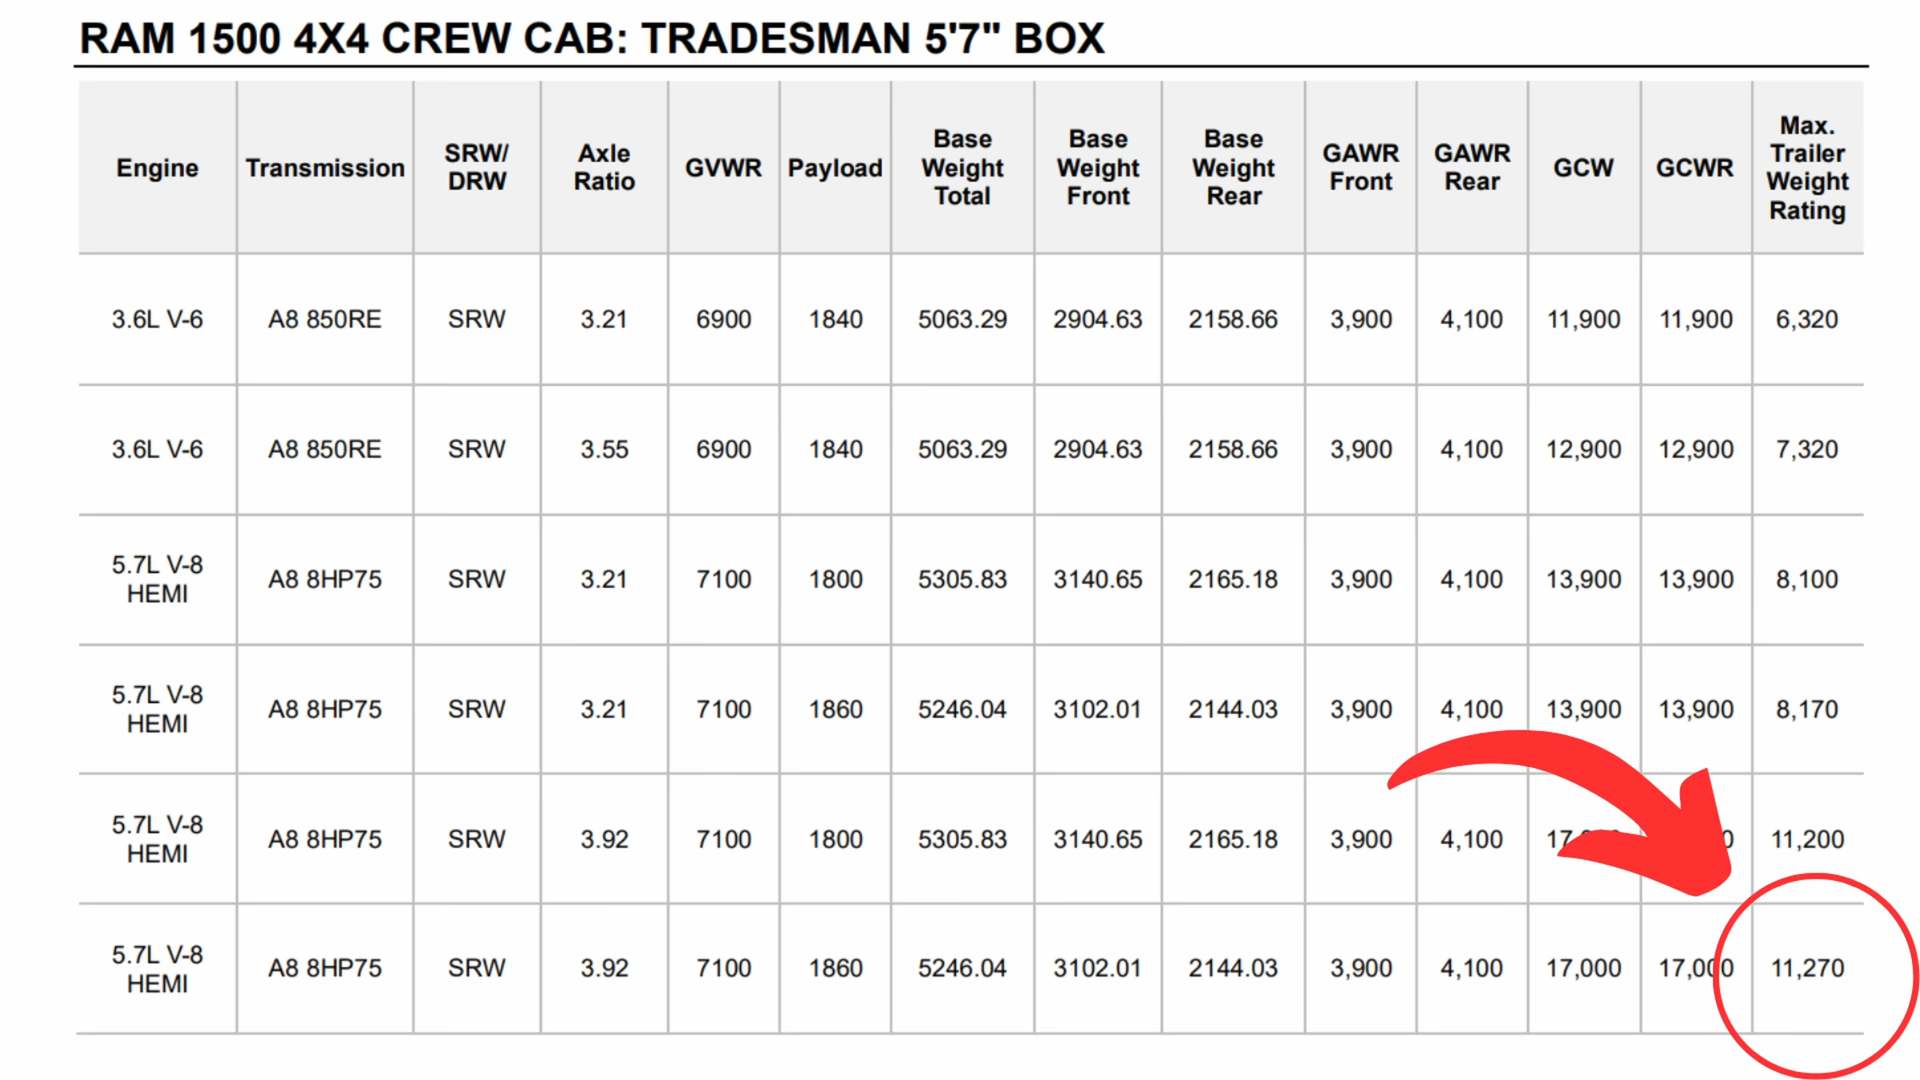 RAM 1500 4X4 CREW CAB: TRADESMAN 5'7" BOX
Engine Transmission SRW/ DRW Axle Ratio GVWR Payload Base Weight Total Base Weight Front Base Weight Rear GAWR Front GAWR Rear GCW GCWR Max. Trailer Weight Rating
3.6L V-6 A8 850RE SRW 3.21 6900 1840 5063.29 2904.63 2158.66 3,900 4,100 11,900 11,900 6,320
3.6L V-6 A8 850RE SRW 3.55 6900 1840 5063.29 2904.63 2158.66 3,900 4,100 12,900 12,900 7,320
5.7L V-8 HEMI A8 8HP75 SRW 3.21 7100 1800 5305.83 3140.65 2165.18 3,900 4,100 13,900 13,900 8,100
5.7L V-8 HEMI A8 8HP75 SRW 3.21 7100 1860 5246.04 3102.01 2144.03 3,900 4,100 13,900 13,900 8,170
5.7L V-8 HEMI A8 8HP75 SRW 3.92 7100 1800 5305.83 3140.65 2165.18 3,900 4,100 11,200
5.7L V-8 HEMI A8 8HP75 SRW 3.92 7100 1860 5246.04 3102.01 2144.03 3,900 4,100 17,000 17,000 11,270